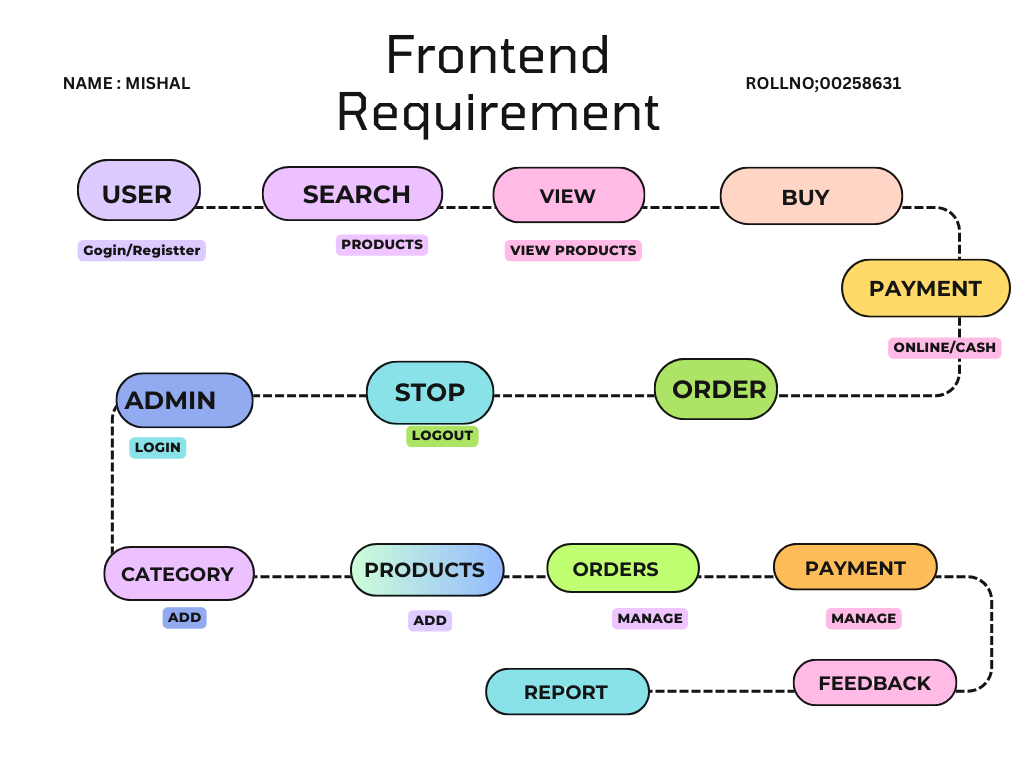 Frontend
Requirement
NAME : MISHAL
ROLLNO;00258631
USER
SEARCH
VIEW
BUY
Gogin/Registter
PRODUCTS
VIEW PRODUCTS
PAYMENT
ONLINE/CASH
ADMIN
STOP
ORDER
LOGIN
LOGOUT
CATEGORY
PRODUCTS
ORDERS
PAYMENT
ADD
ADD
MANAGE
MANAGE
REPORT
FEEDBACK